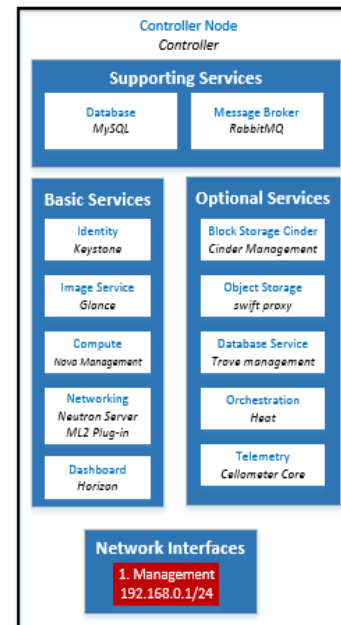 Controller Node
Controller
Supporting Services
Database
MySQL
Message Broker
RabbitMQ
Basic Services
Identity
Keystone
Image Service
Glance
Compute
Nova Management
Networking
Neutron Server
ML2 Plug-in
Dashboard
Horizon
Optional Services
Block Storage Cinder
Cinder Management
Object Storage
swift proxy
Database Service
Trove management
Orchestration
Heat
Telemetry
Cellometer Core
Network Interfaces
1. Management
192.168.0.1/24